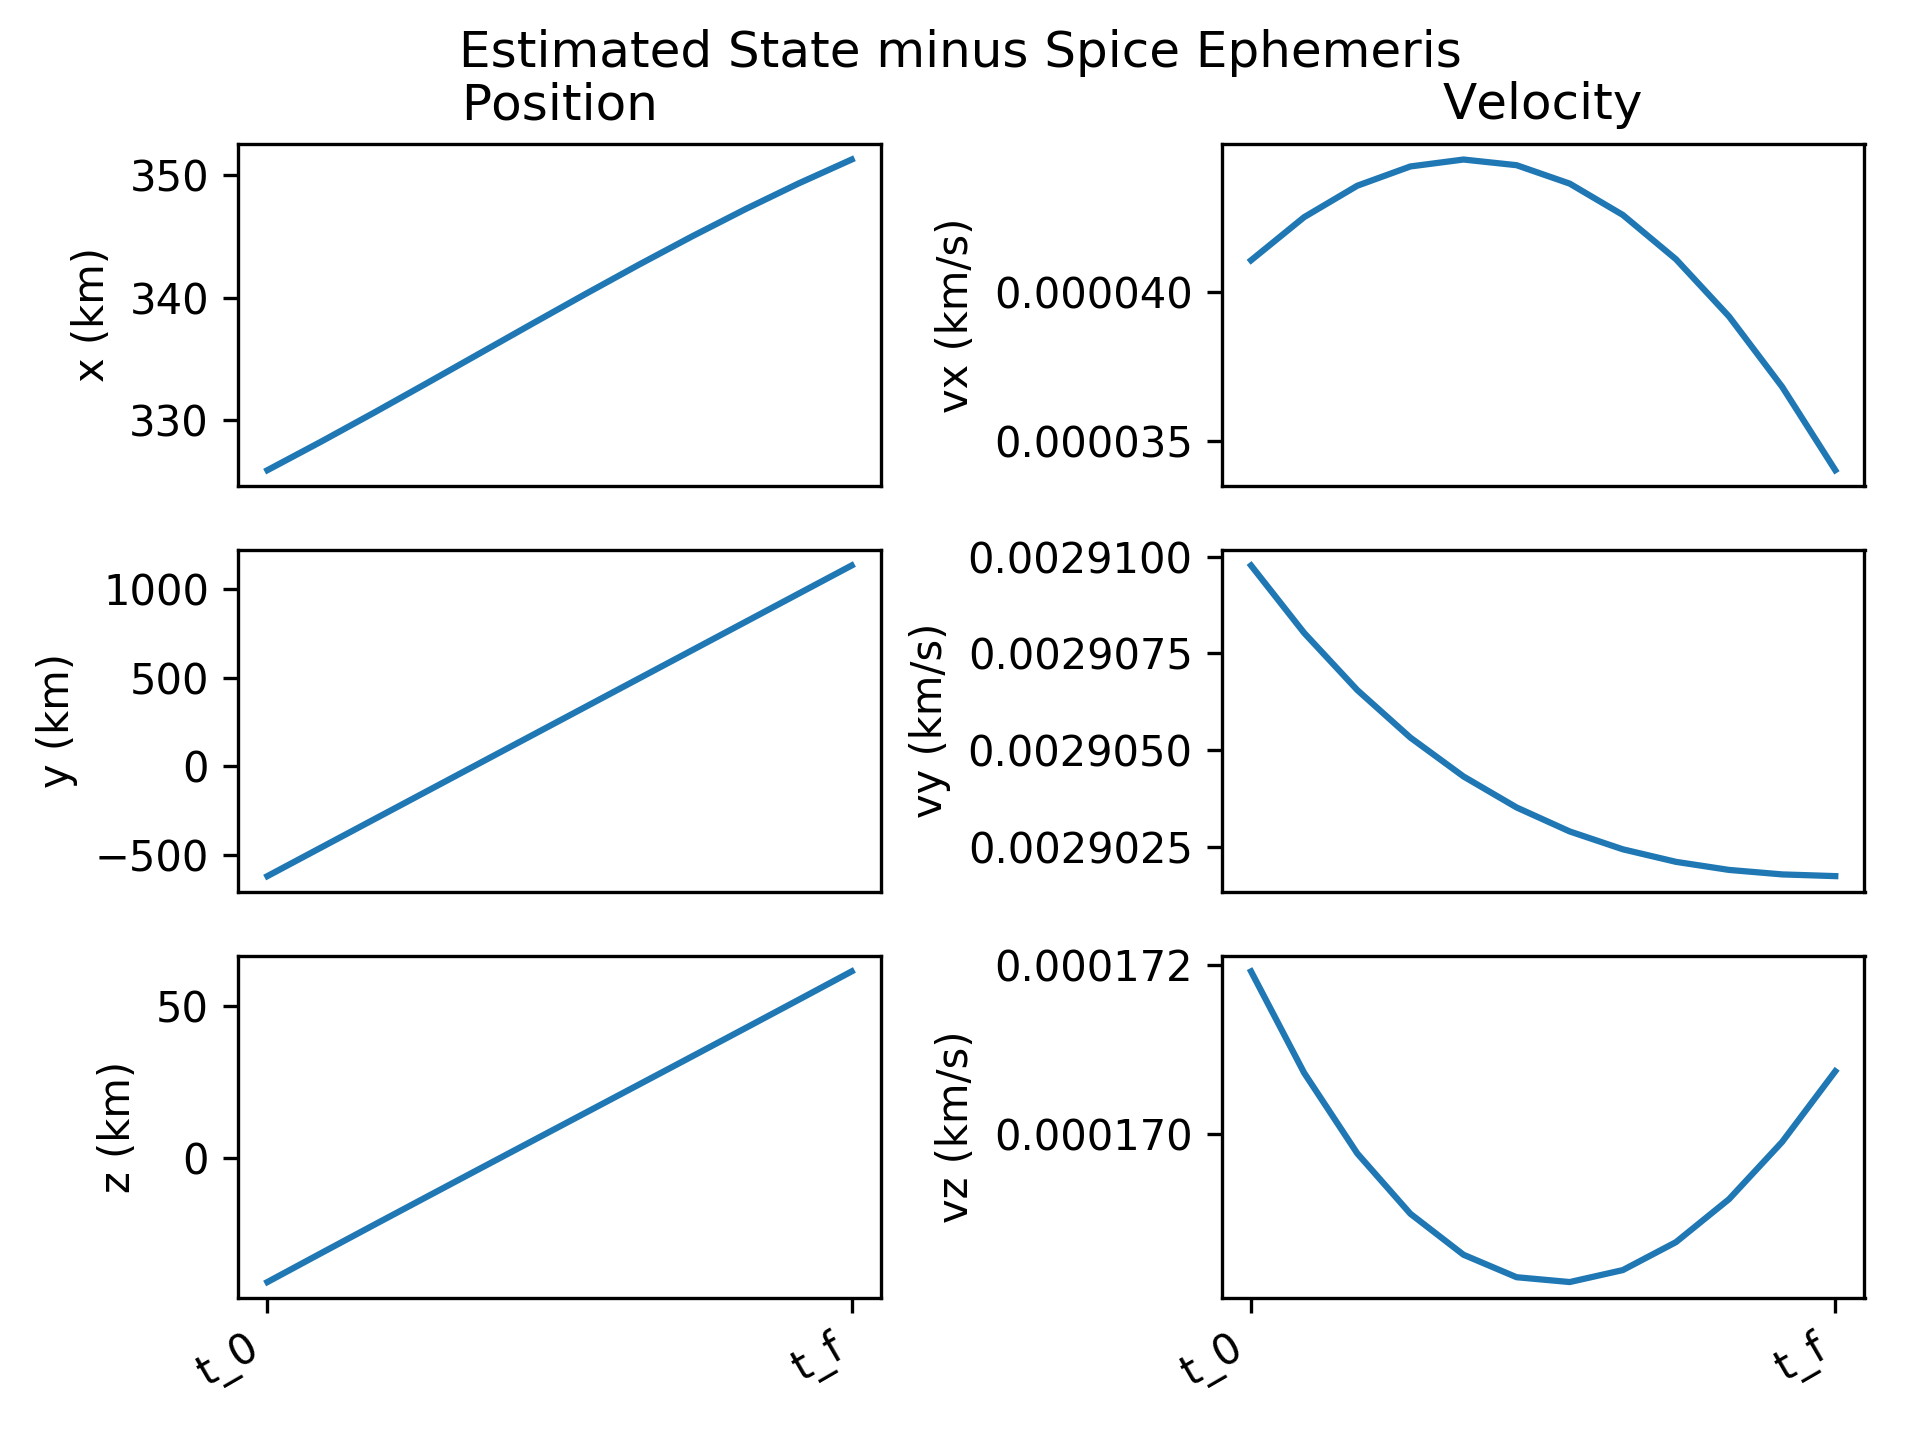 Estimated State minus Spice Ephemeris
Position
Velocity
x (km)
350
340
330
vx (km/s)
0.000040
0.000035
y (km)
1000
500
0
−500
vy (km/s)
0.0029100
0.0029075
0.0029050
0.0029025
z (km)
50
0
vz (km/s)
0.000172
0.000170
t_0
t_f
t_0
t_f